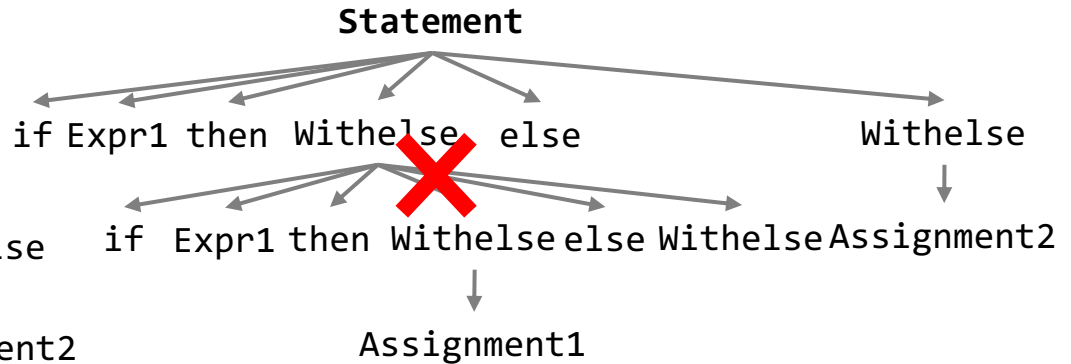 Statement
if Expr1 then Withelse else Withelse
if Expr1 then Withelse else Withelse Assignment2
Assignment1